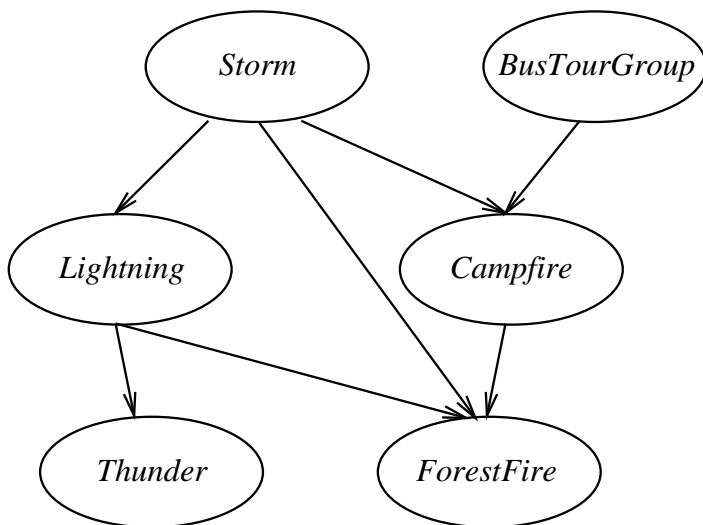 Storm
BusTourGroup
Lightning
Campfire
Thunder
ForestFire